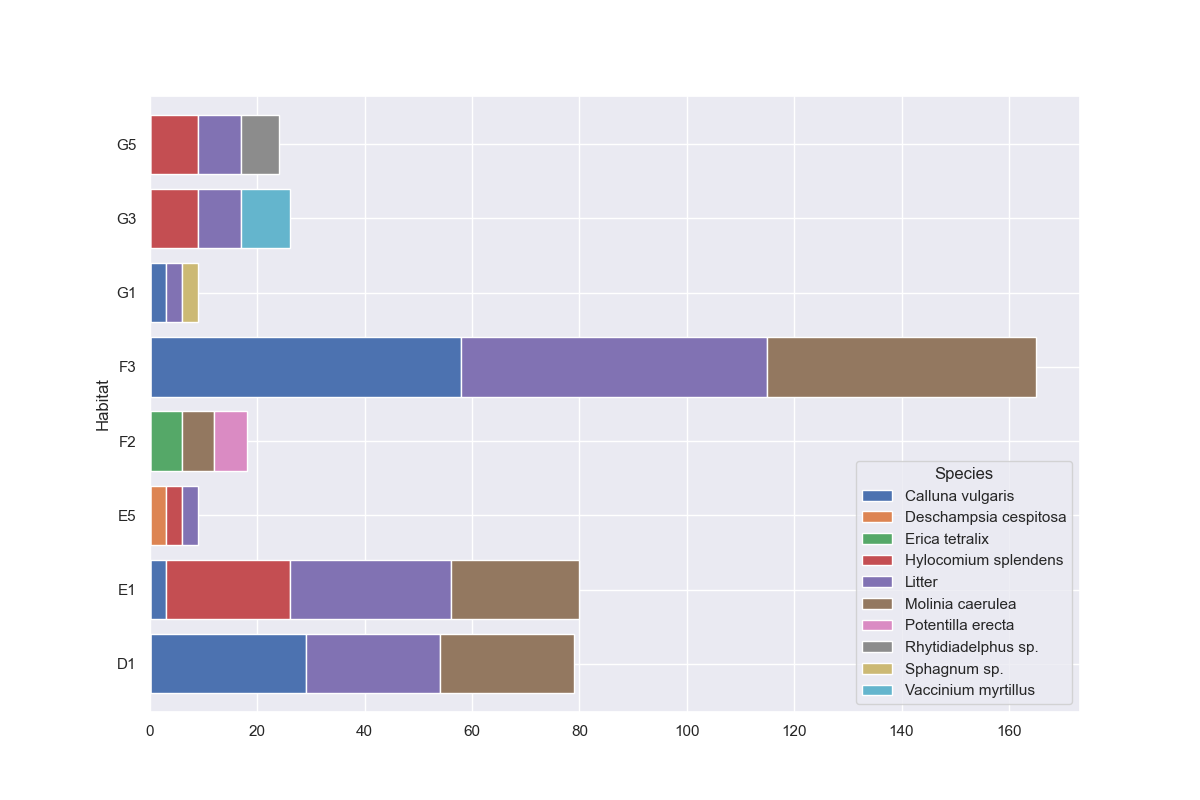 G5
G3
G1
F3
F2
E5
E1
D1
Habitat
0 20 40 60 80 100 120 140 160
Species
Calluna vulgaris
Deschampsia cespitosa
Erica tetralix
Hylocomium splendens
Litter
Molinia caerulea
Potentilla erecta
Rhytidiadelphus sp.
Sphagnum sp.
Vaccinium myrtillus